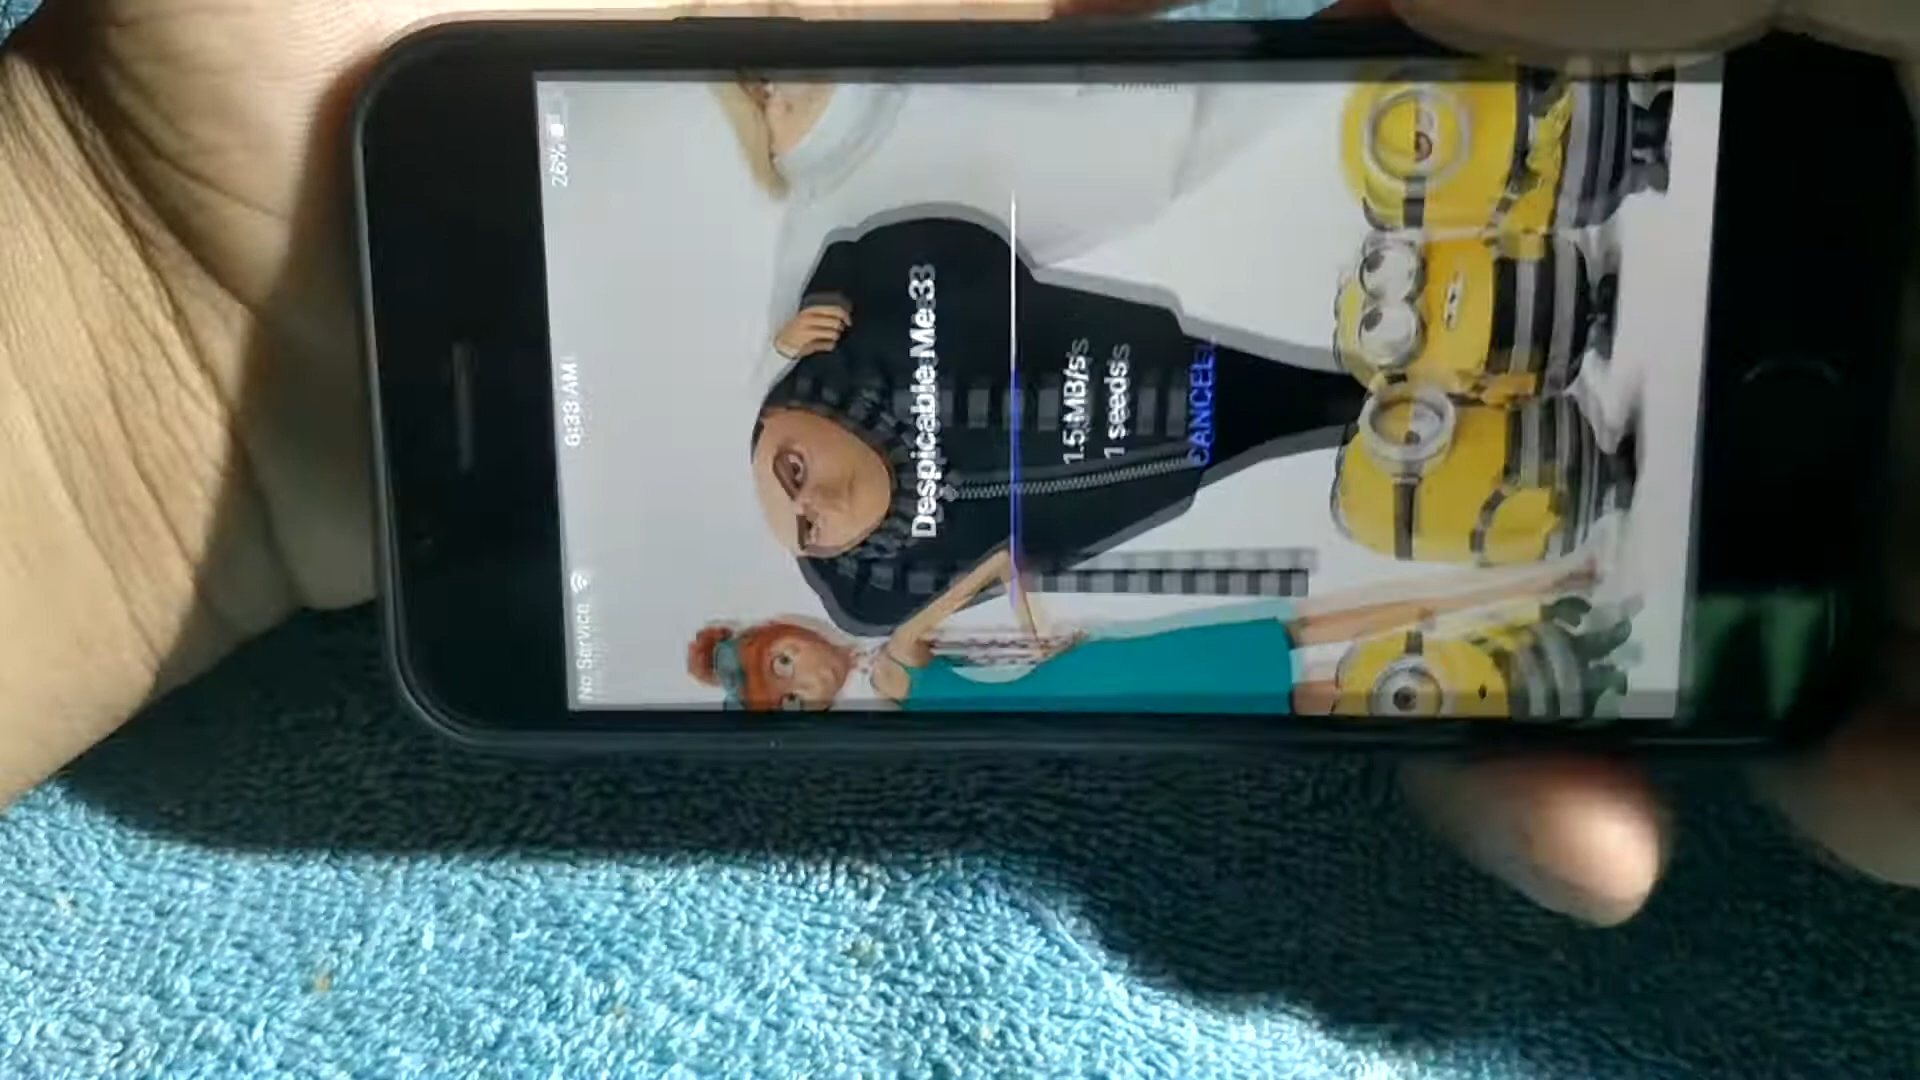 No Service 6:33 AM 26%
Despicable Me 3
1.5 MB/s
1 seeds
CANCEL